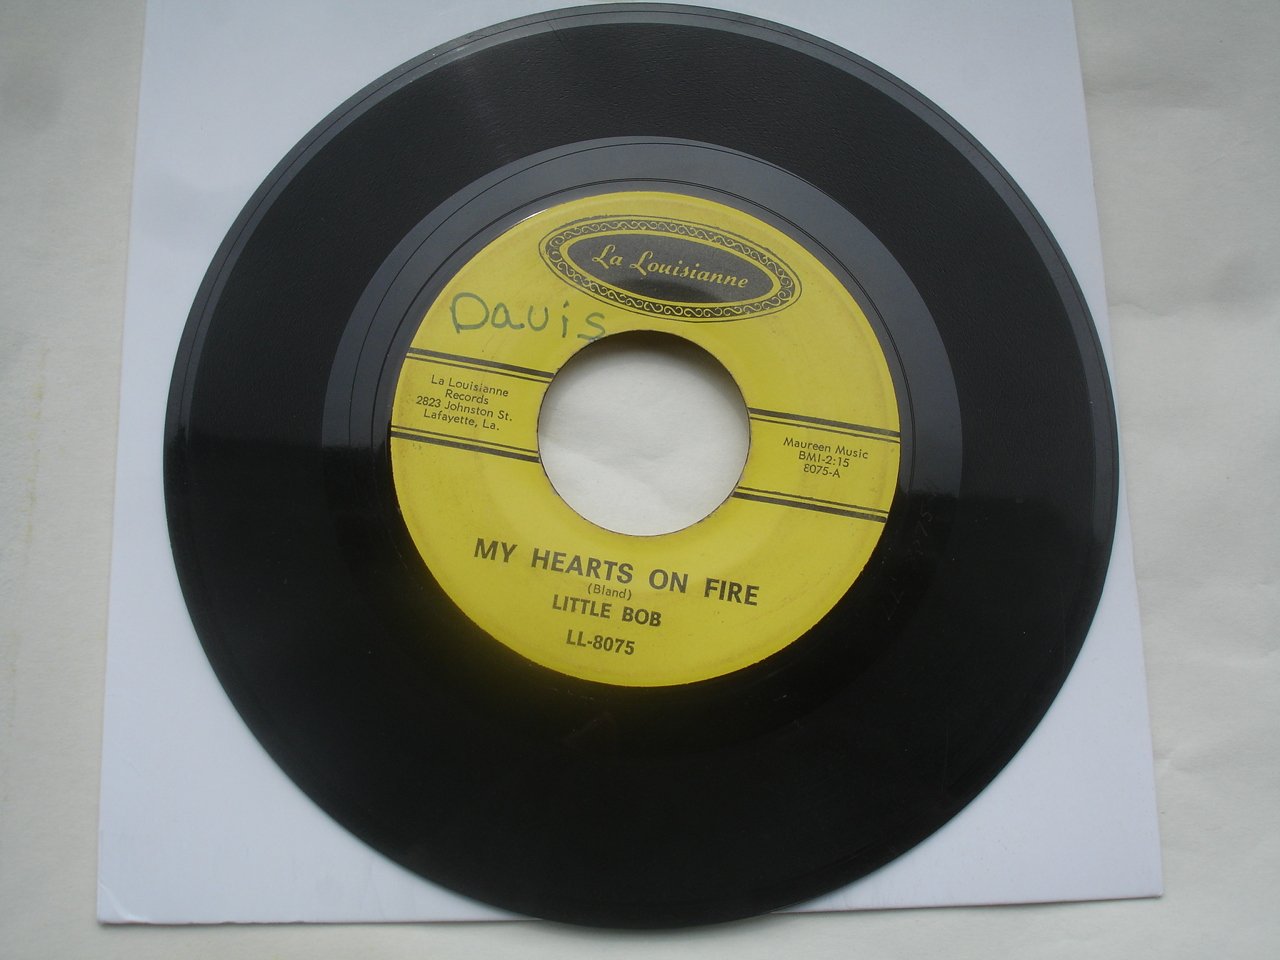 La Louisianne
Davis
La Louisianne
Records
2823 Johnston St.
Lafayette, La.
Maureen Music
BMI-2:15
8075-A
MY HEARTS ON FIRE
(Bland)
LITTLE BOB
LL-8075